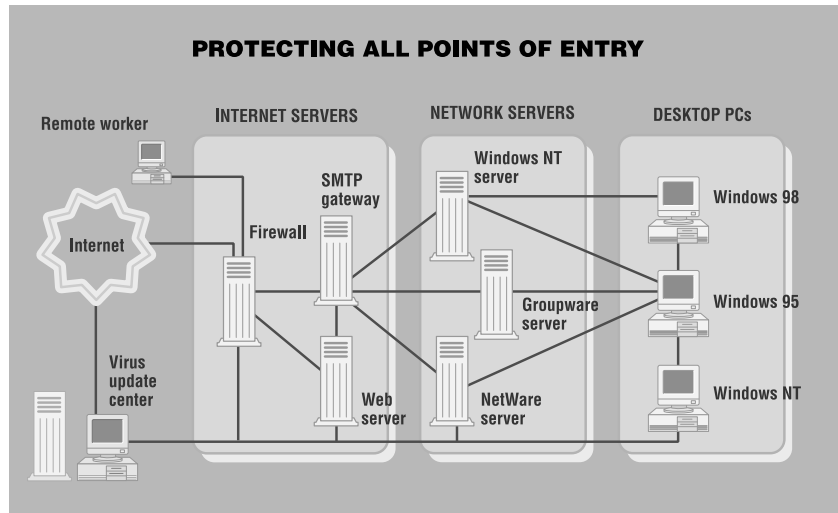 PROTECTING ALL POINTS OF ENTRY
Remote worker
INTERNET SERVERS
NETWORK SERVERS
DESKTOP PCs
Internet
Firewall
SMTP
gateway
Windows NT
server
Windows 98
Groupware
server
Windows 95
Virus
update
center
Web
server
NetWare
server
Windows NT